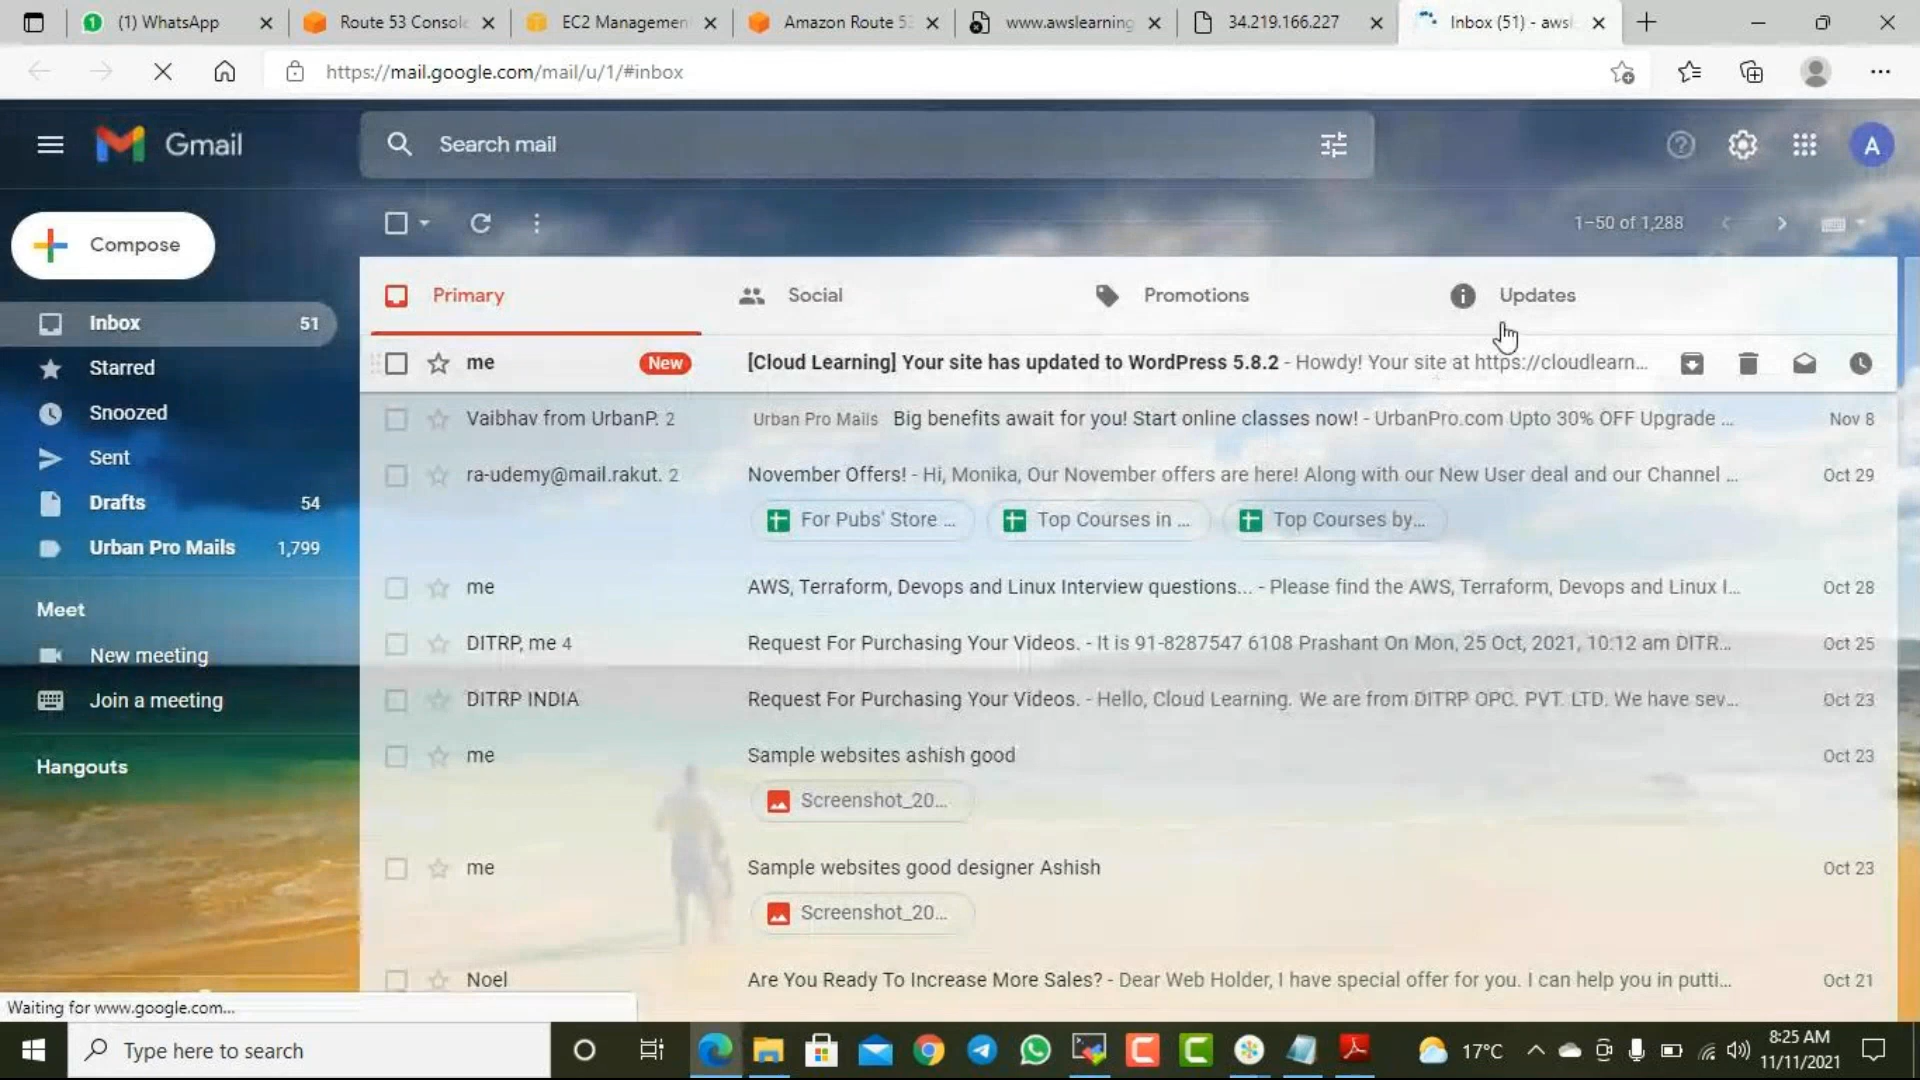 (1) WhatsApp
Route 53 Consol
EC2 Managemen
Amazon Route 5
www.awslearning
34.219.166.227
Inbox (51) - aws
https://mail.google.com/mail/u/1/#inbox
Gmail
Search mail
A
Compose
1–50 of 1,288
Primary
Social
Promotions
Updates
Inbox 51
Starred
Snoozed
Sent
Drafts 54
Urban Pro Mails 1,799
Meet
New meeting
Join a meeting
Hangouts
me New [Cloud Learning] Your site has updated to WordPress 5.8.2 - Howdy! Your site at https://cloudlearn...
Vaibhav from UrbanP. 2 Urban Pro Mails Big benefits await for you! Start online classes now! - UrbanPro.com Upto 30% OFF Upgrade ... Nov 8
ra-udemy@mail.rakut. 2 November Offers! - Hi, Monika, Our November offers are here! Along with our New User deal and our Channel ... Oct 29
For Pubs' Store ... Top Courses in ... Top Courses by...
me AWS, Terraform, Devops and Linux Interview questions... - Please find the AWS, Terraform, Devops and Linux I... Oct 28
DITRP, me 4 Request For Purchasing Your Videos. - It is 91-8287547 6108 Prashant On Mon, 25 Oct, 2021, 10:12 am DITR... Oct 25
DITRP INDIA Request For Purchasing Your Videos. - Hello, Cloud Learning. We are from DITRP OPC. PVT. LTD. We have sev... Oct 23
me Sample websites ashish good Oct 23
Screenshot_20...
me Sample websites good designer Ashish Oct 23
Screenshot_20...
Noel Are You Ready To Increase More Sales? - Dear Web Holder, I have special offer for you. I can help you in putti... Oct 21
Waiting for www.google.com...
Type here to search
17°C
8:25 AM
11/11/2021